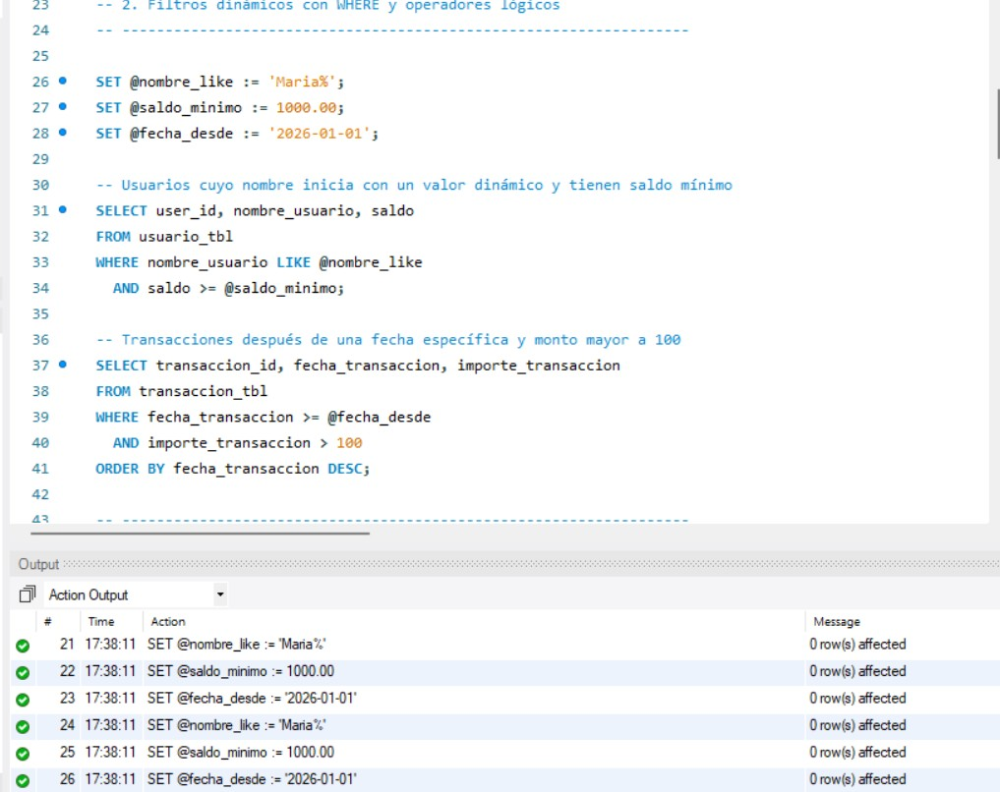 23 -- 2. Filtros dinámicos con WHERE y operadores lógicos
24 -- ------------------------------------------------------------------
25
26 SET @nombre_like := 'Maria%';
27 SET @saldo_minimo := 1000.00;
28 SET @fecha_desde := '2026-01-01';
29
30 -- Usuarios cuyo nombre inicia con un valor dinámico y tienen saldo mínimo
31 SELECT user_id, nombre_usuario, saldo
32 FROM usuario_tbl
33 WHERE nombre_usuario LIKE @nombre_like
34 AND saldo >= @saldo_minimo;
35
36 -- Transacciones después de una fecha específica y monto mayor a 100
37 SELECT transaccion_id, fecha_transaccion, importe_transaccion
38 FROM transaccion_tbl
39 WHERE fecha_transaccion >= @fecha_desde
40 AND importe_transaccion > 100
41 ORDER BY fecha_transaccion DESC;
42
43 -- ------------------------------------------------------------------
Output
Action Output
# Time Action Message
21 17:38:11 SET @nombre_like := 'Maria%' 0 row(s) affected
22 17:38:11 SET @saldo_minimo := 1000.00 0 row(s) affected
23 17:38:11 SET @fecha_desde := '2026-01-01' 0 row(s) affected
24 17:38:11 SET @nombre_like := 'Maria%' 0 row(s) affected
25 17:38:11 SET @saldo_minimo := 1000.00 0 row(s) affected
26 17:38:11 SET @fecha_desde := '2026-01-01' 0 row(s) affected